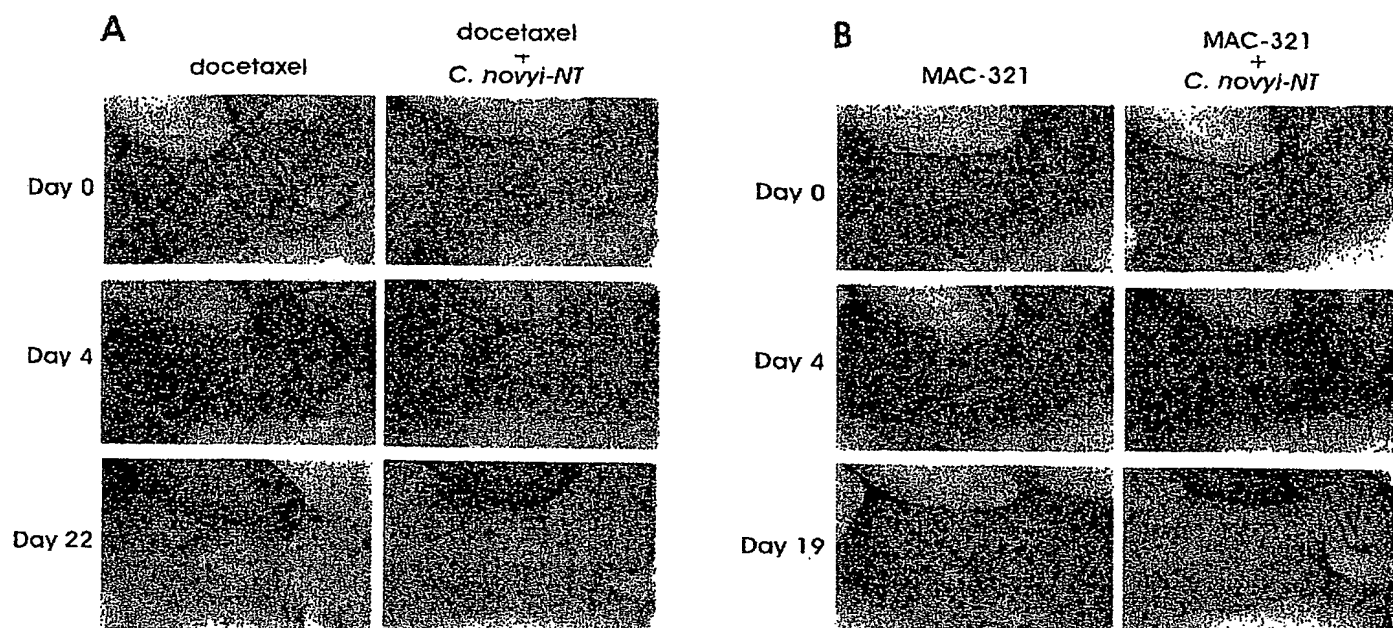 A
docetaxel
docetaxel
+
C. novyi-NT
Day 0
Day 4
Day 22
B
MAC-321
MAC-321
+
C. novyi-NT
Day 0
Day 4
Day 19